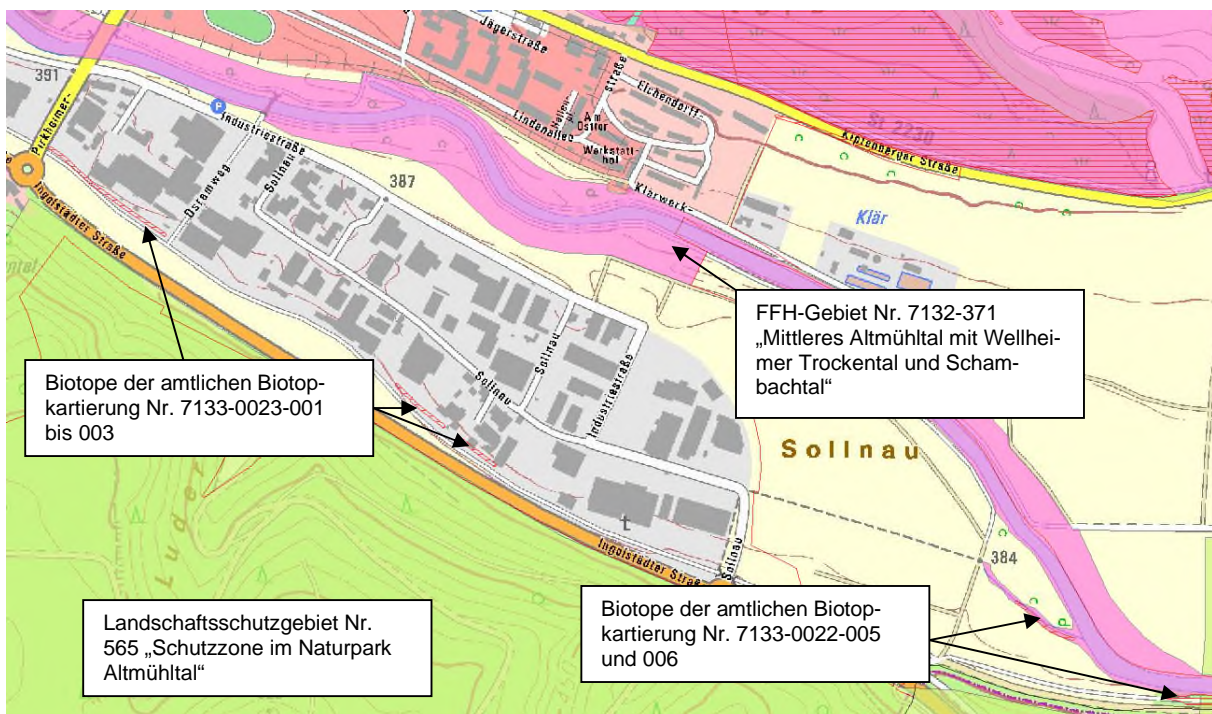 Jägerstraße
391
Pirkheimer-
P
Industriestraße
Lindenallee
Am
Osttor
straße
Eichendorff-
Werkstatt-
hof
Klärwerk-
St 2230
Kipfenberger Straße
Klär
Osramweg
Sollnau
387
Ingolstädter Straße
FFH-Gebiet Nr. 7132-371
„Mittleres Altmühltal mit Wellhei-
mer Trockental und Scham-
bachtal“
Biotope der amtlichen Biotop-
kartierung Nr. 7133-0023-001
bis 003
Sollnau
Sollnau
Industriestraße
Sollnau
Luder
Ingolstädter Straße
Sollnau
384
Landschaftsschutzgebiet Nr.
565 „Schutzzone im Naturpark
Altmühltal“
Biotope der amtlichen Biotop-
kartierung Nr. 7133-0022-005
und 006